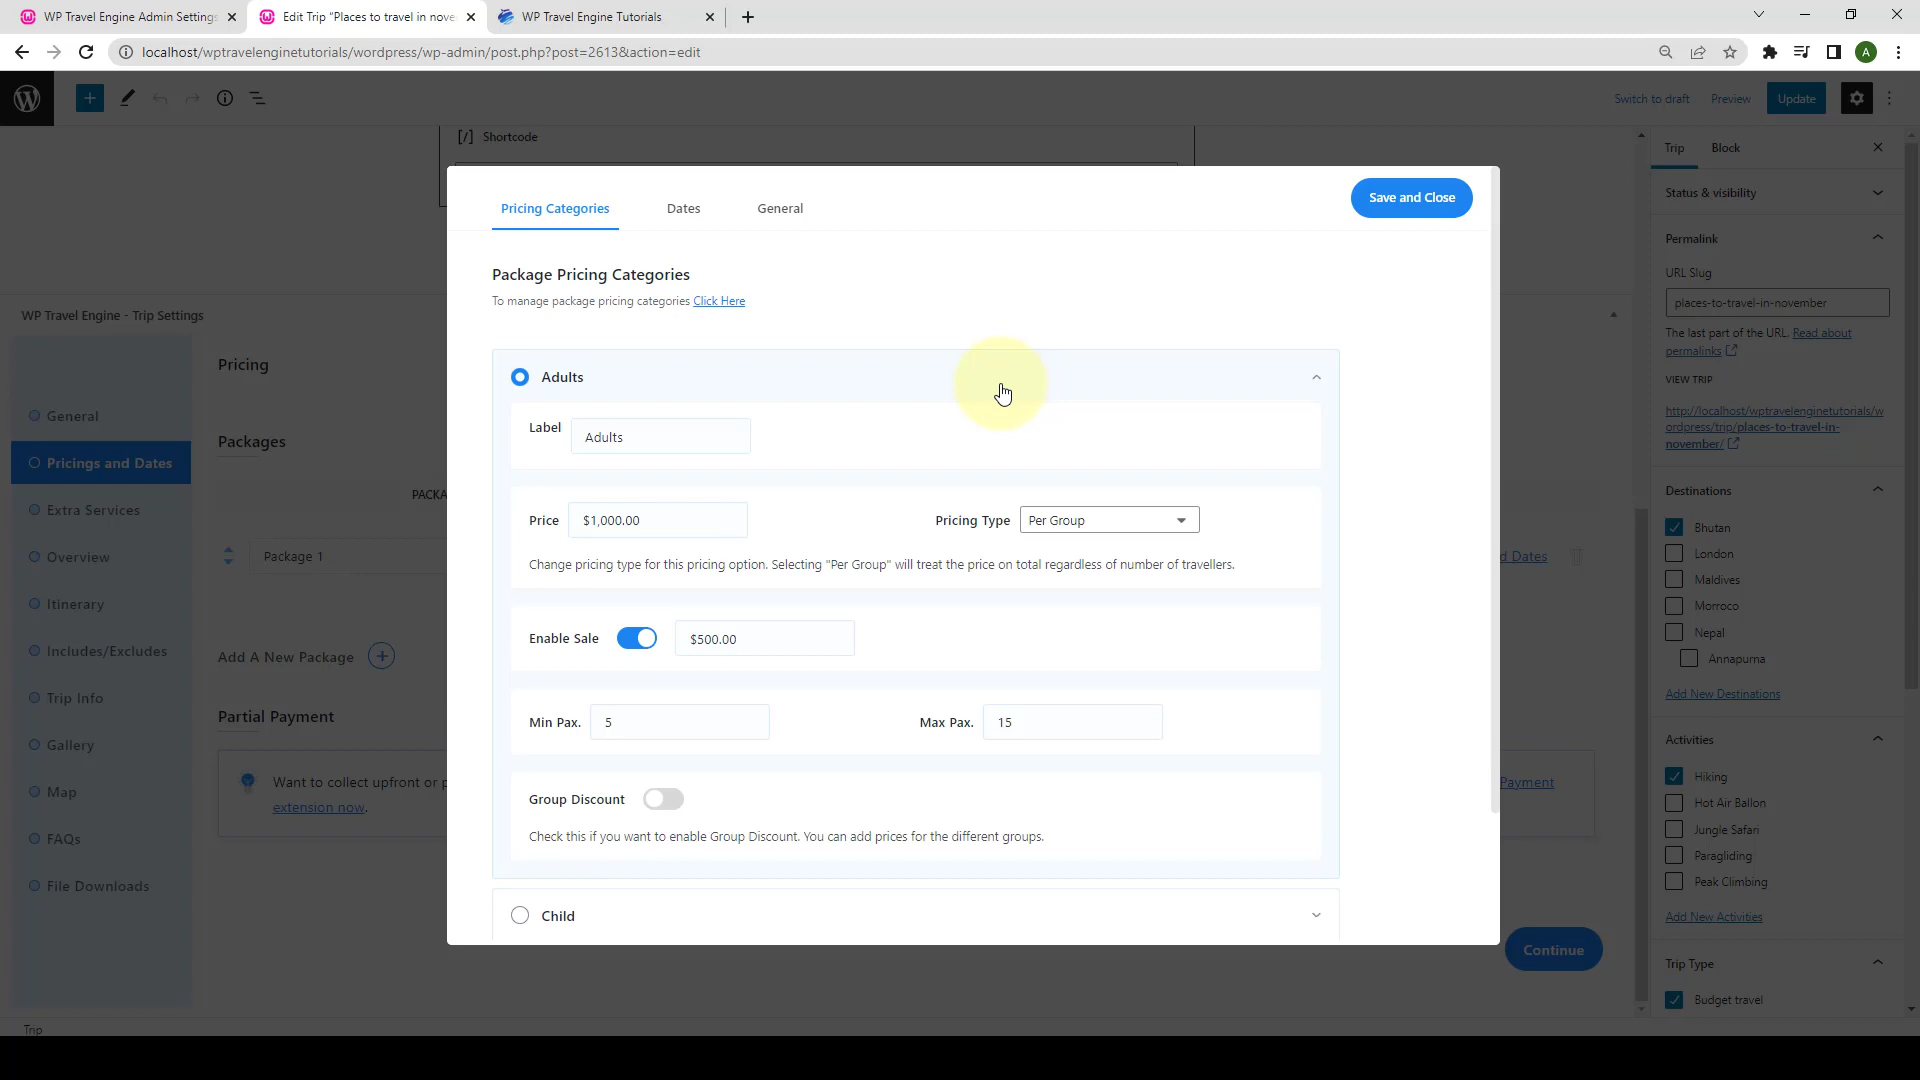 WP Travel Engine Admin Settings
Edit Trip "Places to travel in nove
WP Travel Engine Tutorials
localhost/wptravelenginetutorials/wordpress/wp-admin/post.php?post=2613&action=edit
A
Switch to draft
Preview
Update
[/] Shortcode
Trip
Block
Pricing Categories
Dates
General
Save and Close
Status & visibility
Permalink
Package Pricing Categories
To manage package pricing categories Click Here
URL Slug
places-to-travel-in-november
WP Travel Engine - Trip Settings
The last part of the URL. Read about
permalinks
Pricing
Adults
VIEW TRIP
General
Label
Adults
http://localhost/wptravelenginetutorials/w
ordpress/trip/places-to-travel-in-
november/
Packages
Pricings and Dates
PACKA
Destinations
Extra Services
Price
$1,000.00
Pricing Type
Per Group
Bhutan
London
Overview
Package 1
Change pricing type for this pricing option. Selecting "Per Group" will treat the price on total regardless of number of travellers.
d Dates
Maldives
Itinerary
Morroco
Enable Sale
$500.00
Nepal
Includes/Excludes
Add A New Package
Annapurna
Trip Info
Add New Destinations
Partial Payment
Min Pax.
5
Max Pax.
15
Gallery
Activities
Want to collect upfront or p
Payment
Hiking
Map
extension now.
Group Discount
Hot Air Ballon
FAQs
Check this if you want to enable Group Discount. You can add prices for the different groups.
Jungle Safari
Paragliding
File Downloads
Peak Climbing
Child
Add New Activities
Continue
Trip Type
Budget travel
Trip